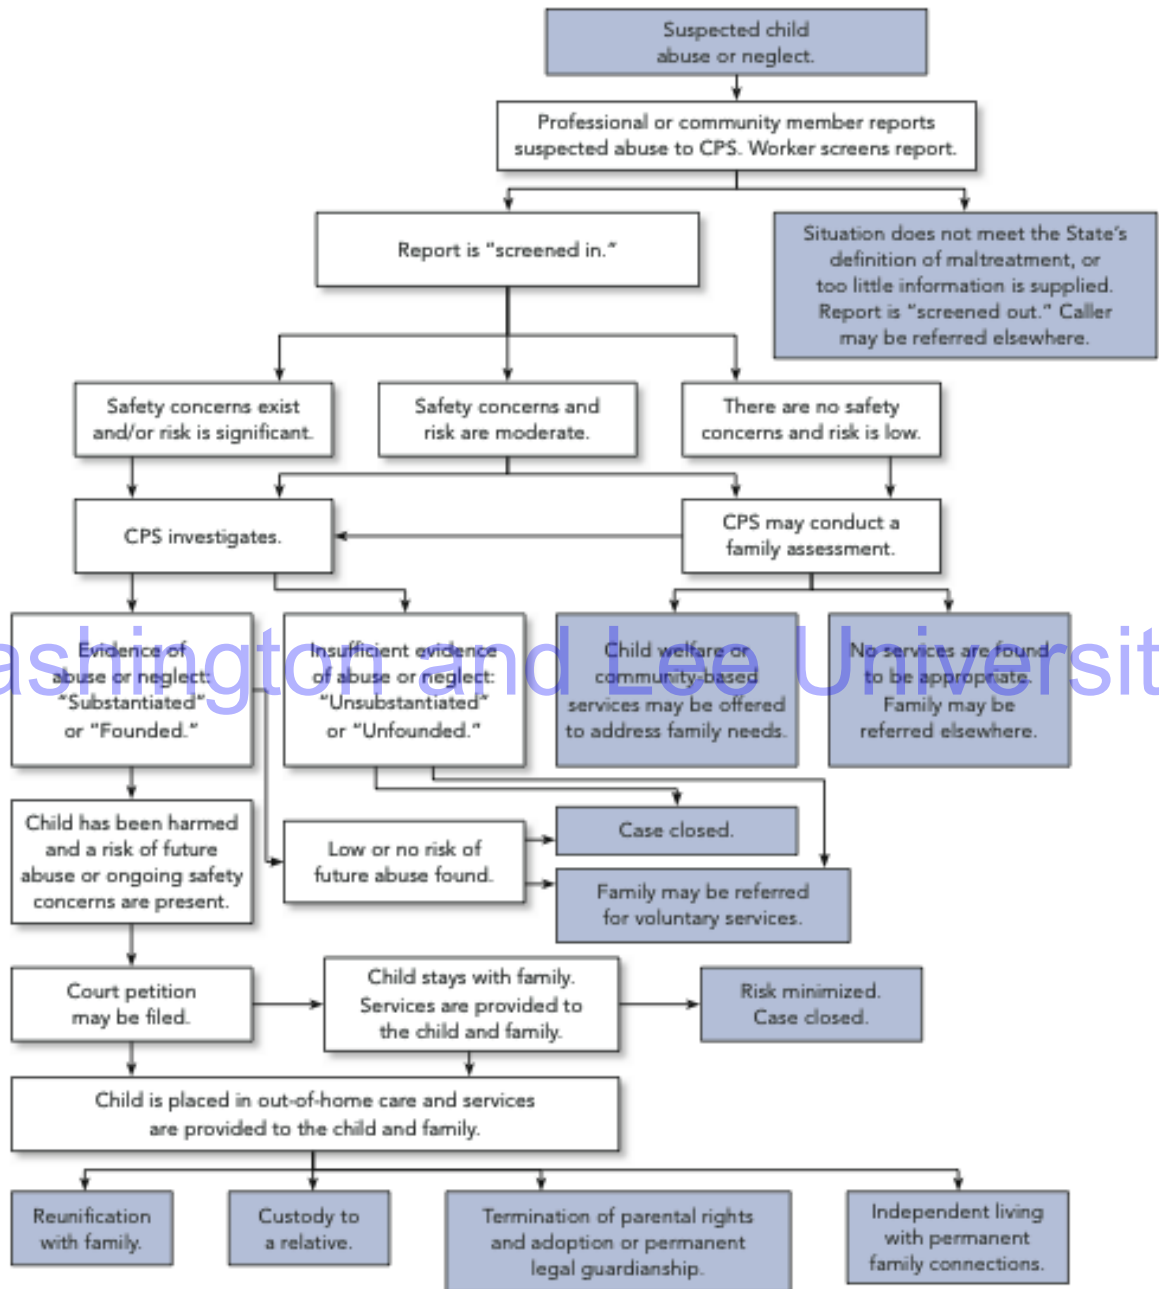 Suspected child
abuse or neglect.
Professional or community member reports
suspected abuse to CPS. Worker screens report.
Report is “screened in.”
Situation does not meet the State’s
definition of maltreatment, or
too little information is supplied.
Report is “screened out.” Caller
may be referred elsewhere.
Safety concerns exist
and/or risk is significant.
Safety concerns and
risk are moderate.
There are no safety
concerns and risk is low.
CPS investigates.
CPS may conduct a
family assessment.
Evidence of
abuse or neglect:
“Substantiated”
or “Founded.”
Insufficient evidence
of abuse or neglect:
“Unsubstantiated”
or “Unfounded.”
Child welfare or
community-based
services may be offered
to address family needs.
No services are found
to be appropriate.
Family may be
referred elsewhere.
ashington and Lee Universit
Child has been harmed
and a risk of future
abuse or ongoing safety
concerns are present.
Low or no risk of
future abuse found.
Case closed.
Family may be referred
for voluntary services.
Court petition
may be filed.
Child stays with family.
Services are provided to
the child and family.
Risk minimized.
Case closed.
Child is placed in out-of-home care and services
are provided to the child and family.
Reunification
with family.
Custody to
a relative.
Termination of parental rights
and adoption or permanent
legal guardianship.
Independent living
with permanent
family connections.